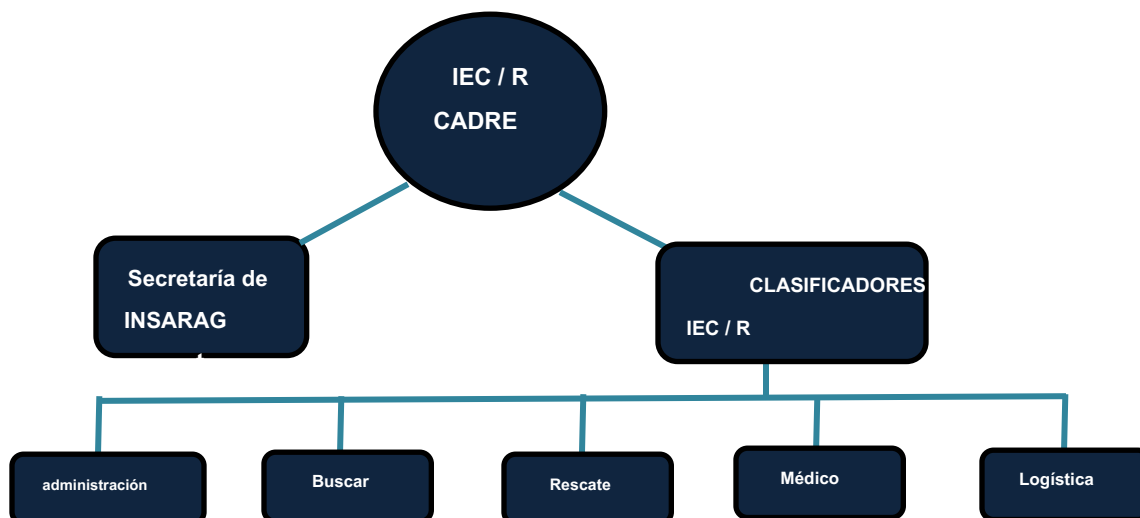 IEC / R
CADRE
Secretaría de
INSARAG
CLASIFICADORES
IEC / R
administración
Buscar
Rescate
Médico
Logística